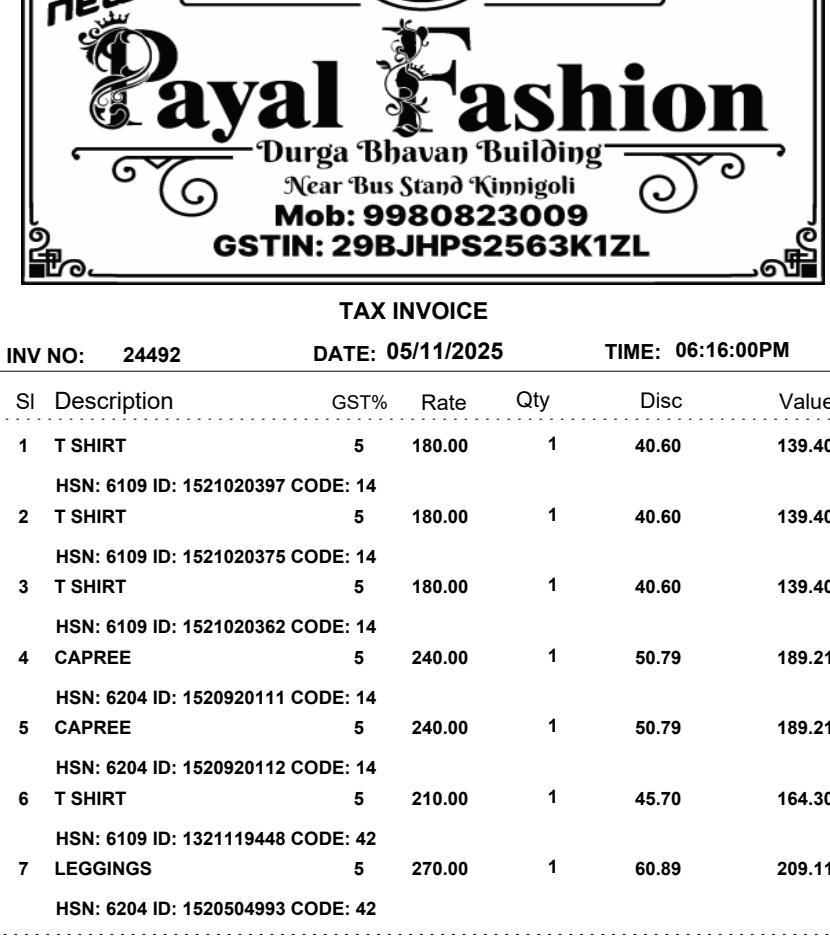 new
Payal Fashion
Durga Bhavan Building
Near Bus Stand Kinnigoli
Mob: 9980823009
GSTIN: 29BJHPS2563K1ZL
TAX INVOICE
INV NO: 24492 DATE: 05/11/2025 TIME: 06:16:00PM
Sl Description GST% Rate Qty Disc Value
1 T SHIRT 5 180.00 1 40.60 139.40
HSN: 6109 ID: 1521020397 CODE: 14
2 T SHIRT 5 180.00 1 40.60 139.40
HSN: 6109 ID: 1521020375 CODE: 14
3 T SHIRT 5 180.00 1 40.60 139.40
HSN: 6109 ID: 1521020362 CODE: 14
4 CAPREE 5 240.00 1 50.79 189.21
HSN: 6204 ID: 1520920111 CODE: 14
5 CAPREE 5 240.00 1 50.79 189.21
HSN: 6204 ID: 1520920112 CODE: 14
6 T SHIRT 5 210.00 1 45.70 164.30
HSN: 6109 ID: 1321119448 CODE: 42
7 LEGGINGS 5 270.00 1 60.89 209.11
HSN: 6204 ID: 1520504993 CODE: 42